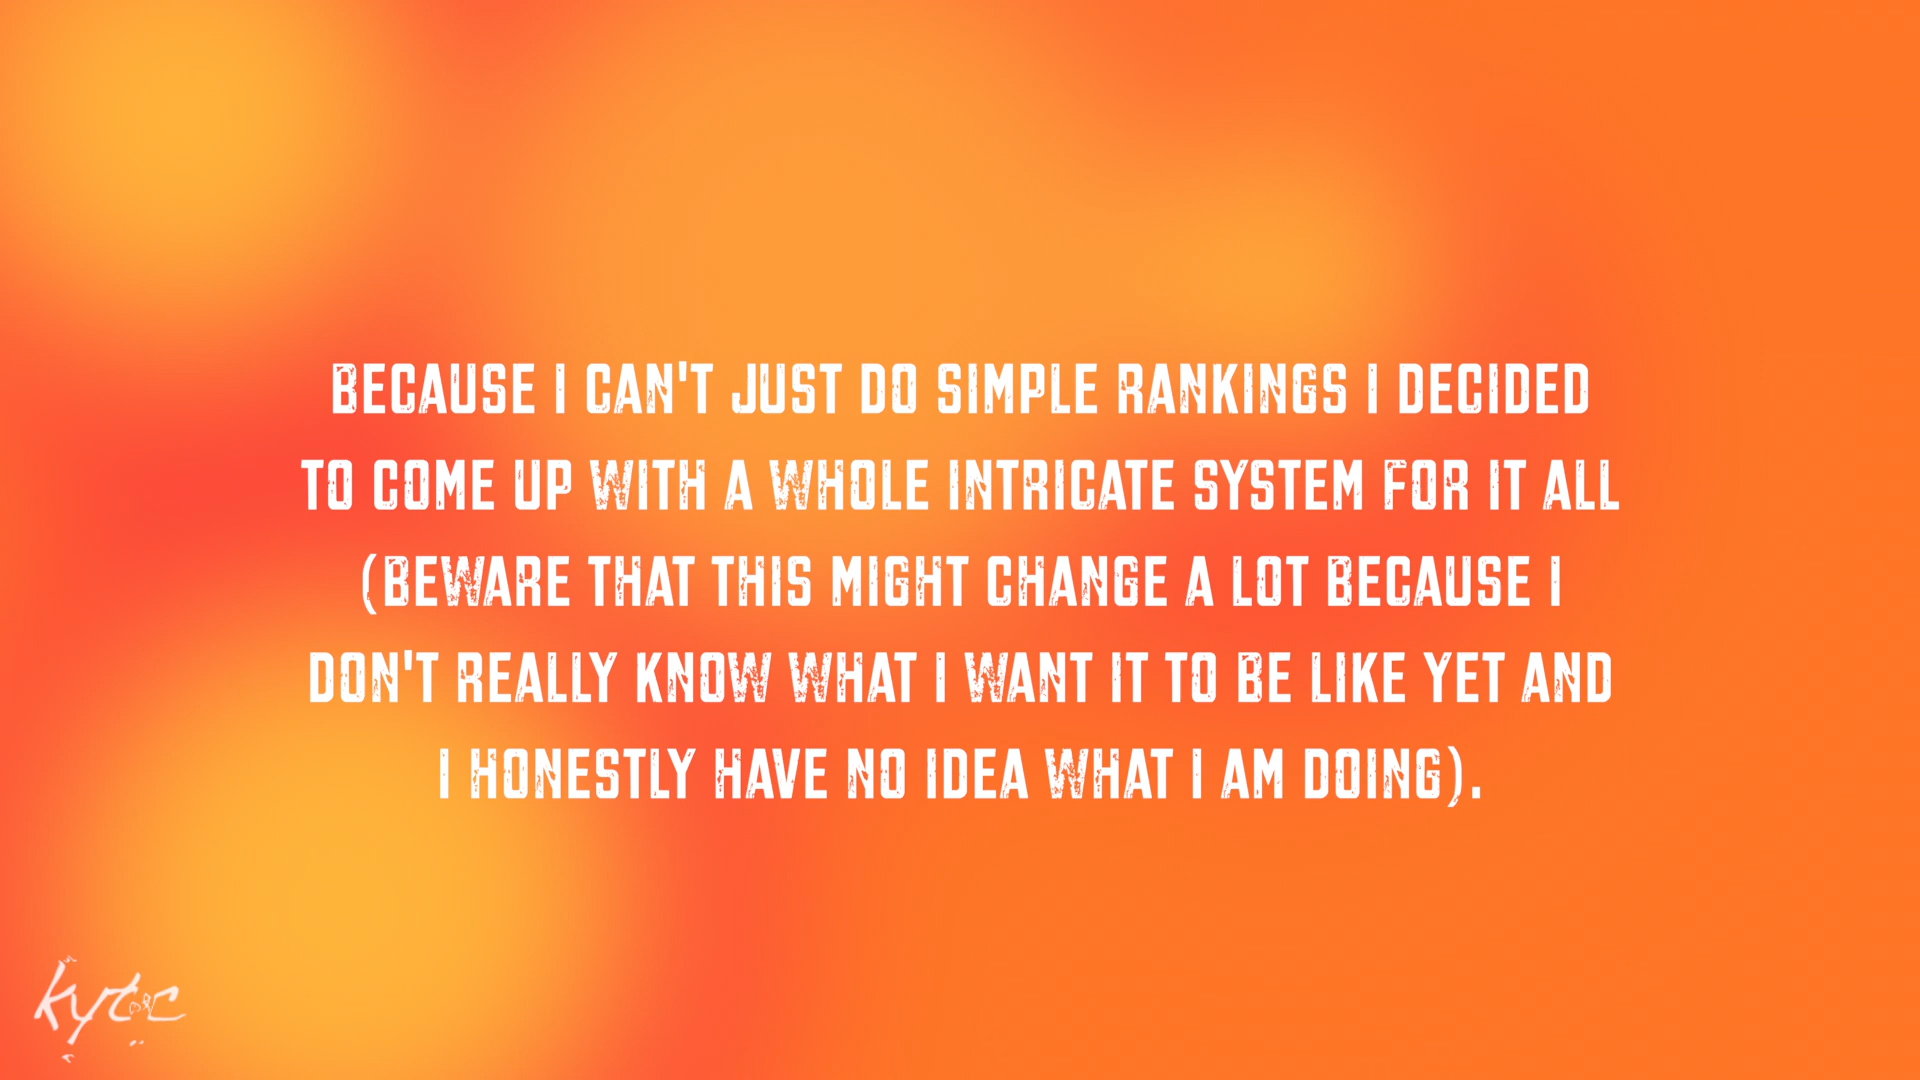 BECAUSE I CAN'T JUST DO SIMPLE RANKINGS I DECIDED
TO COME UP WITH A WHOLE INTRICATE SYSTEM FOR IT ALL
(BEWARE THAT THIS MIGHT CHANGE A LOT BECAUSE I
DON'T REALLY KNOW WHAT I WANT IT TO BE LIKE YET AND
I HONESTLY HAVE NO IDEA WHAT I AM DOING).